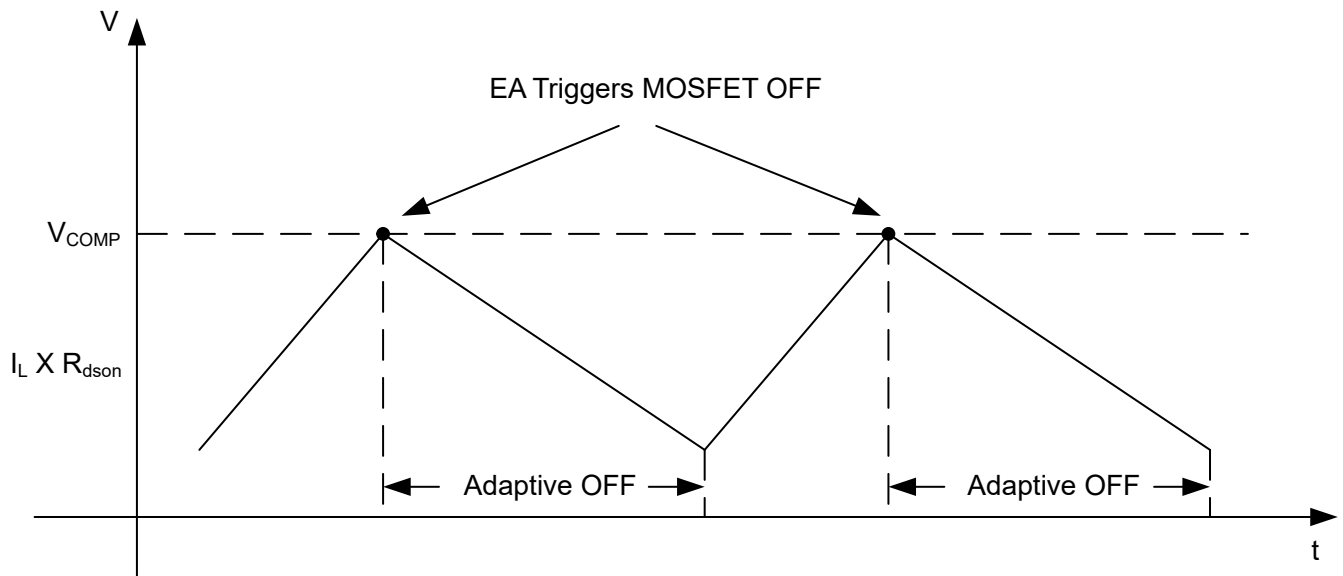 V
EA Triggers MOSFET OFF
VCOMP
IL X Rdson
Adaptive OFF
Adaptive OFF
t